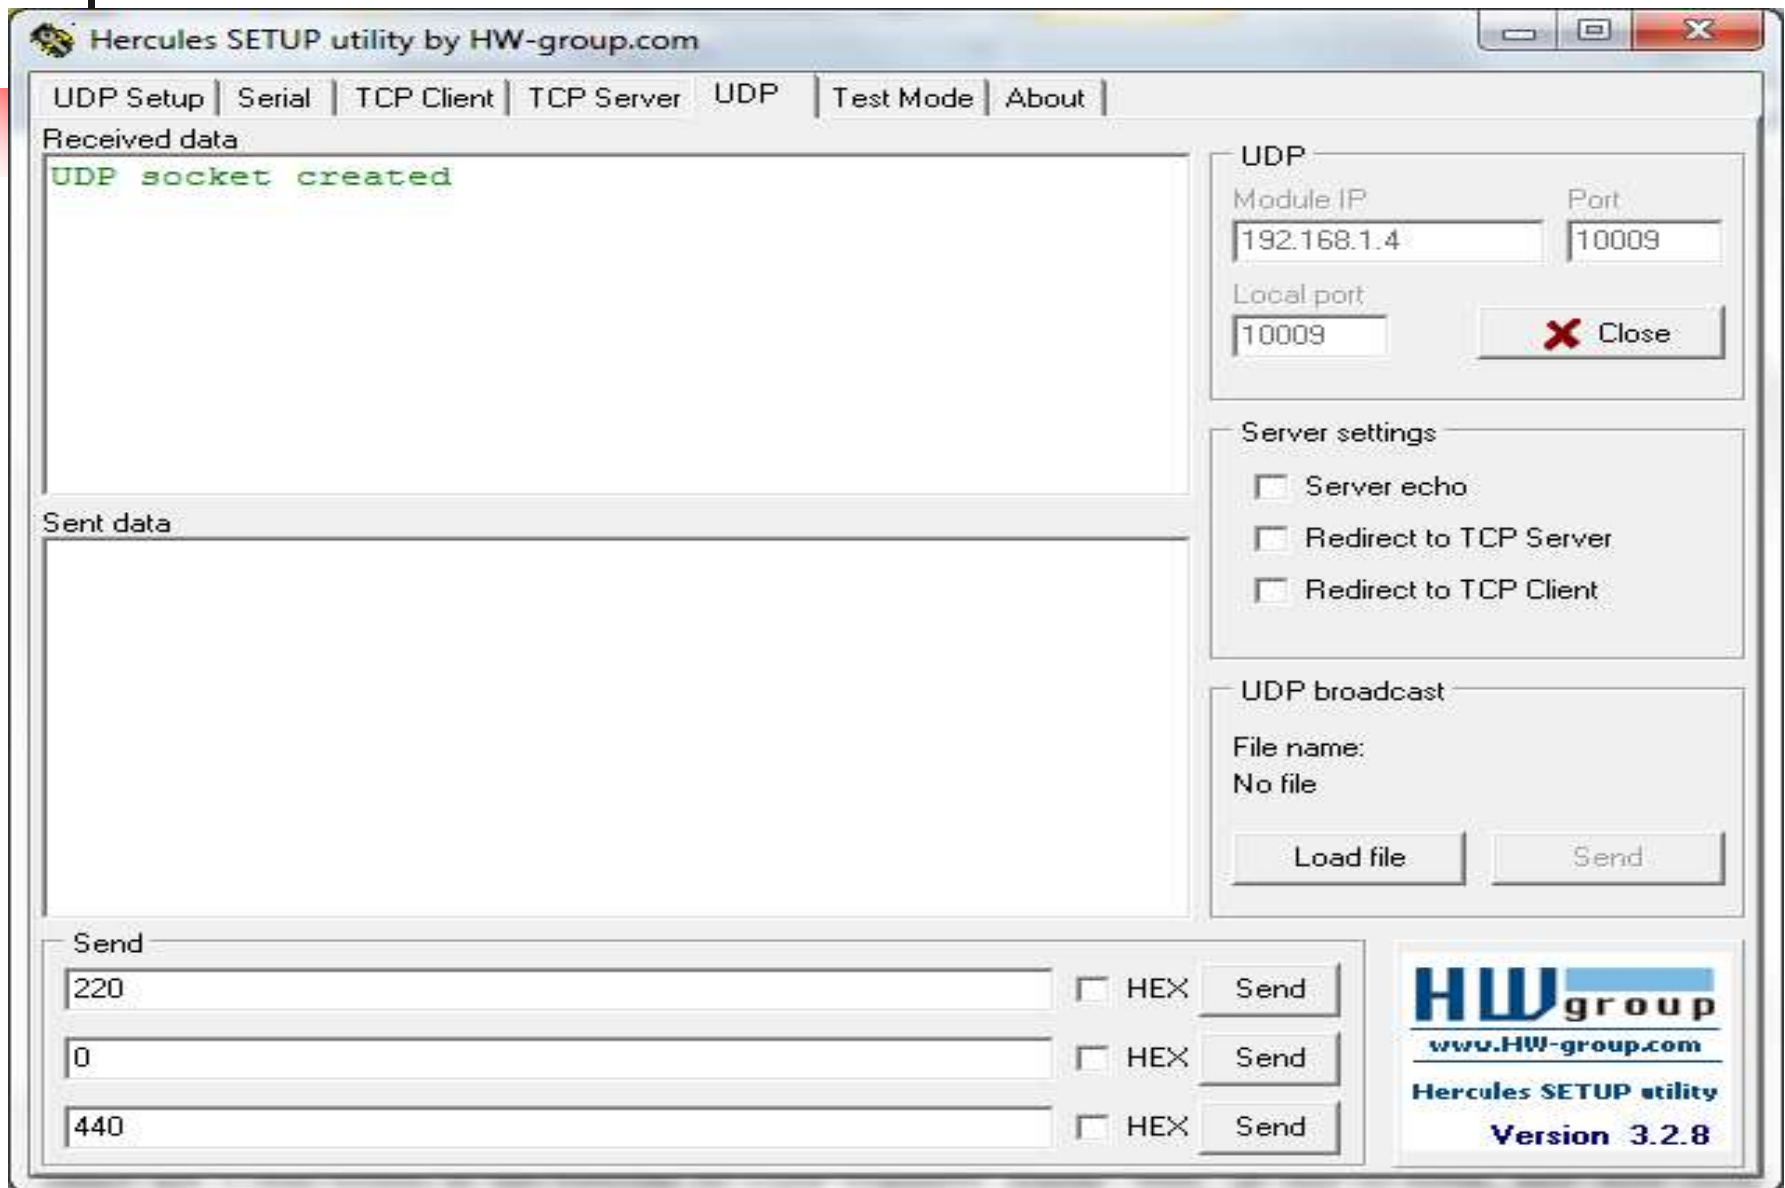 Hercules SETUP utility by HW-group.com
UDP Setup Serial TCP Client TCP Server UDP Test Mode About
Received data
UDP socket created
Sent data
UDP
Module IP Port
192.168.1.4 10009
Local port
10009 Close
Server settings
Server echo
Redirect to TCP Server
Redirect to TCP Client
UDP broadcast
File name:
No file
Load file Send
Send
220 HEX Send
0 HEX Send
440 HEX Send
HW group
www.HW-group.com
Hercules SETUP utility
Version 3.2.8